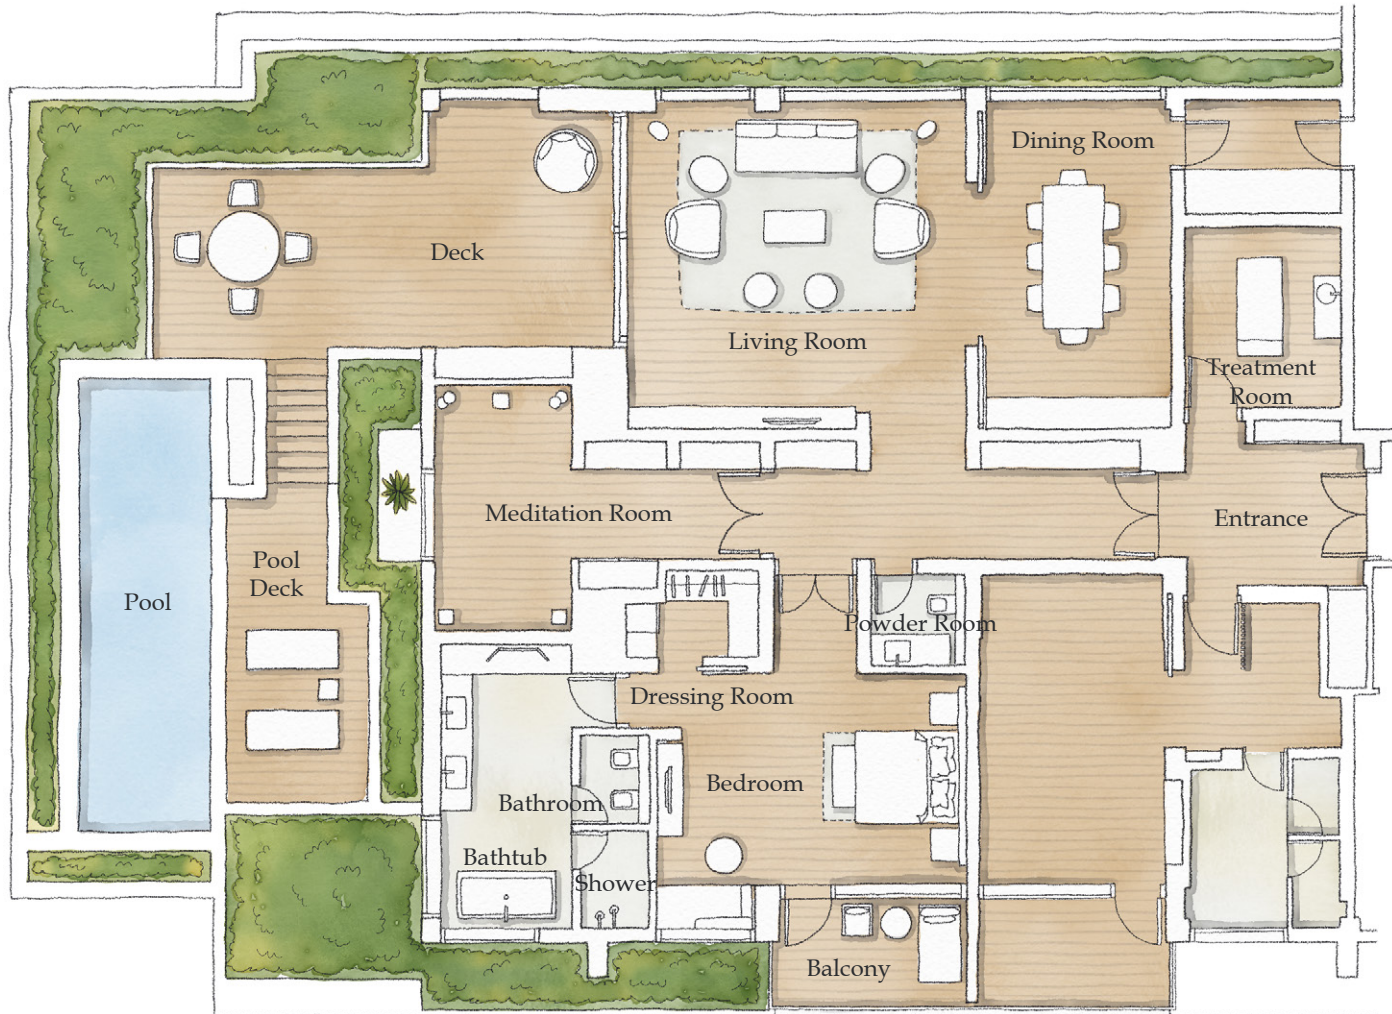 Dining Room
Deck
Living Room
Treatment
Room
Meditation Room
Entrance
Pool
Deck
Pool
Powder Room
Dressing Room
Bedroom
Bathroom
Bathtub
Shower
Balcony